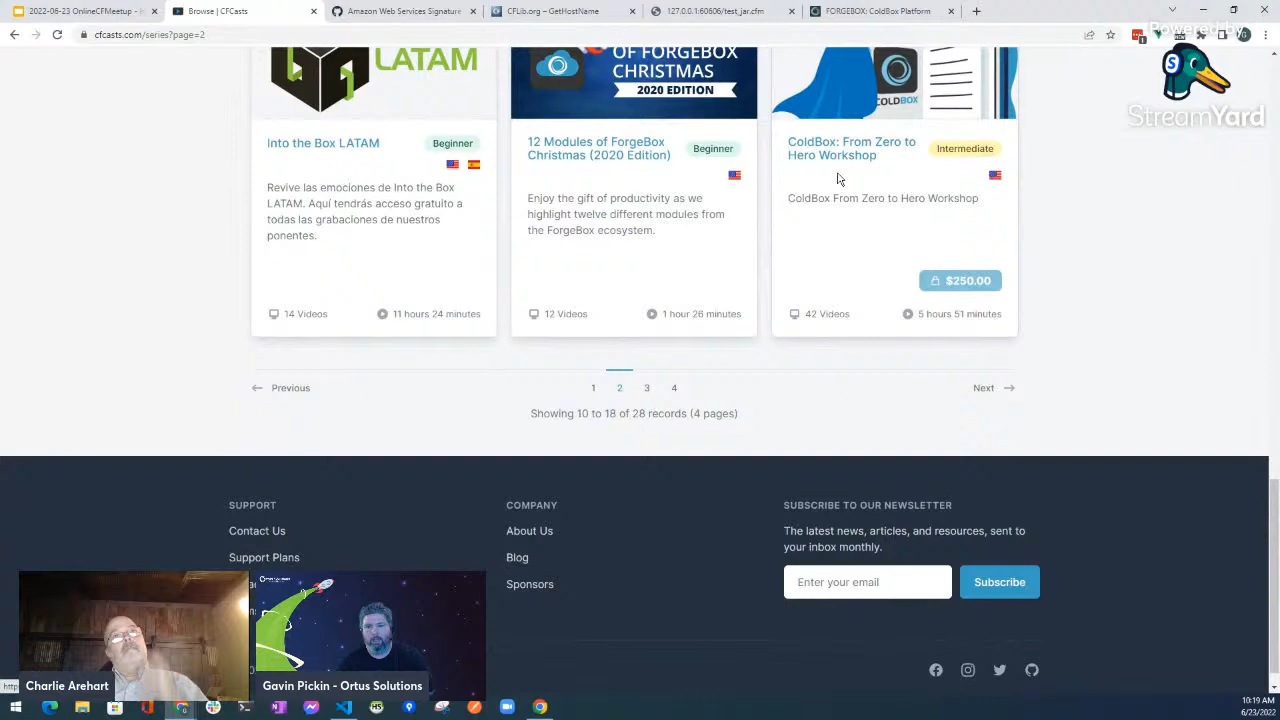 2022-06-23 - OnlineCFMeetup -
Browse | CFCasts
Amazon Web Services Signature
CFLib.org – GetHostName
127.0.0.1:60606/test_jar.cfm
FORGEBOX: ColdBox Platform
cfcasts.com/series?page=2
Powered by
StreamYard
LATAM
OF FORGEBOX
CHRISTMAS
2020 EDITION
COLDBOX
Into the Box LATAM
Beginner
Revive las emociones de Into the Box
LATAM. Aquí tendrás acceso gratuito a
todas las grabaciones de nuestros
ponentes.
14 Videos
11 hours 24 minutes
12 Modules of ForgeBox
Christmas (2020 Edition)
Beginner
Enjoy the gift of productivity as we
highlight twelve different modules from
the ForgeBox ecosystem.
12 Videos
1 hour 26 minutes
ColdBox: From Zero to
Hero Workshop
Intermediate
ColdBox From Zero to Hero Workshop
$250.00
42 Videos
5 hours 51 minutes
Previous
1 2 3 4
Next
Showing 10 to 18 of 28 records (4 pages)
SUPPORT
Contact Us
Support Plans
COMPANY
About Us
Blog
Sponsors
SUBSCRIBE TO OUR NEWSLETTER
The latest news, articles, and resources, sent to
your inbox monthly.
Enter your email
Subscribe
Charlie Arehart
Gavin Pickin - Ortus Solutions
10:19 AM
6/23/2022